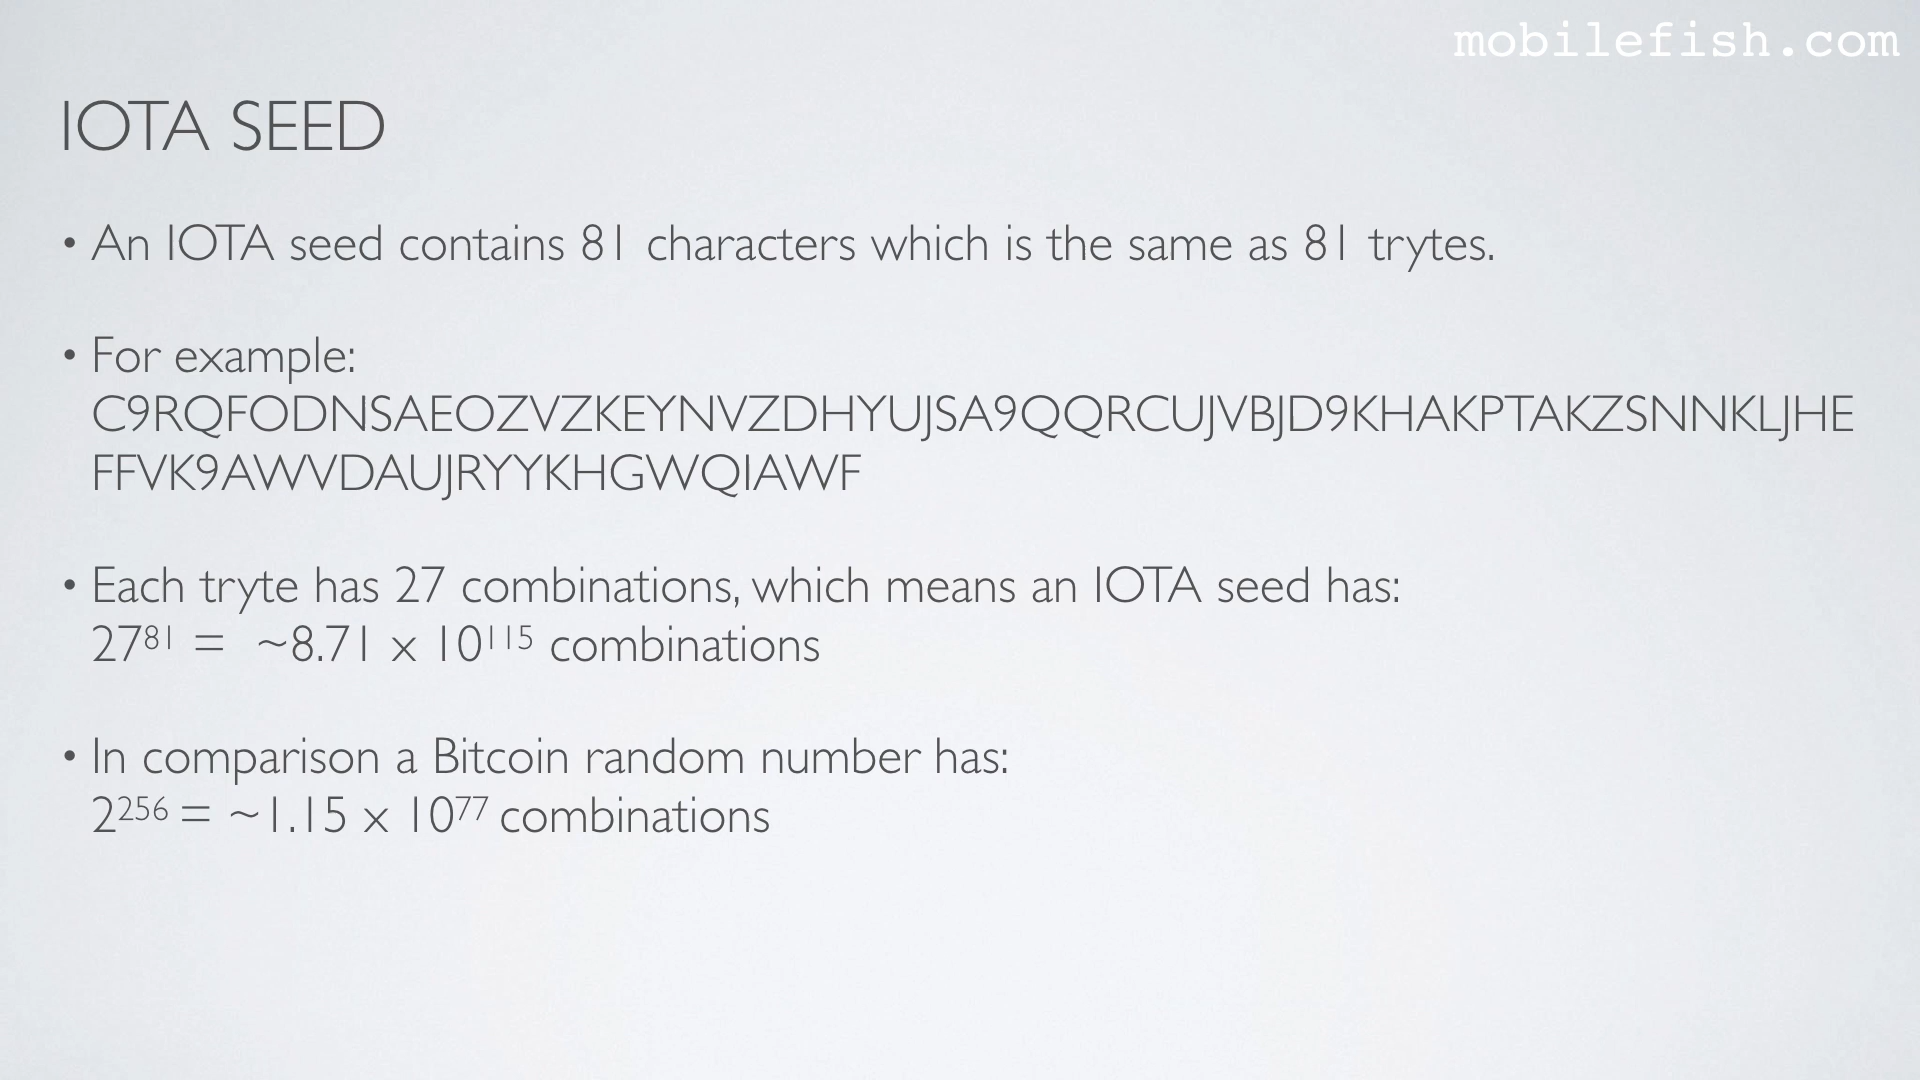 mobilefish.com
IOTA SEED
• An IOTA seed contains 81 characters which is the same as 81 trytes.
• For example:
C9RQFODNSAEOZVZKEYNVZDHYUJSA9QQRCUJVBJD9KHAKPTAKZSNNKLJHE
FFVK9AWVDAUJRYYKHGWQIAWF
• Each tryte has 27 combinations, which means an IOTA seed has:
27⁸¹ = ~8.71 x 10¹¹⁵ combinations
• In comparison a Bitcoin random number has:
2²⁵⁶ = ~1.15 x 10⁷⁷ combinations